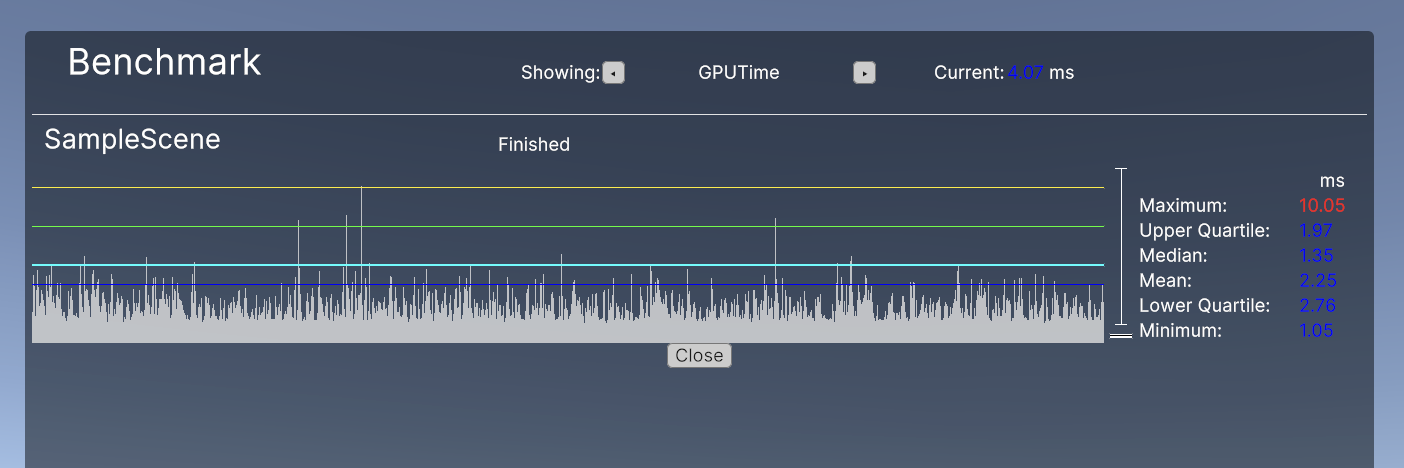 Benchmark
Showing: GPUTime Current: 4.07 ms
SampleScene Finished
ms
Maximum: 10.05
Upper Quartile: 1.97
Median: 1.35
Mean: 2.25
Lower Quartile: 2.76
Minimum: 1.05
Close